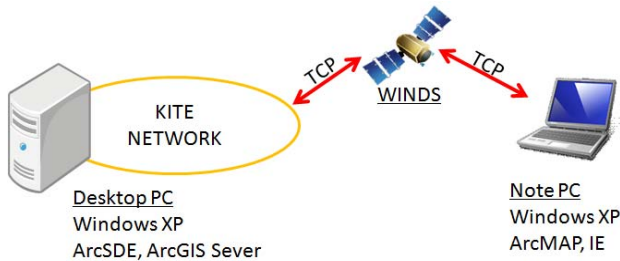 TCP
TCP
WINDS
KITE
NETWORK
Desktop PC
Windows XP
ArcSDE, ArcGIS Sever
Note PC
Windows XP
ArcMAP, IE